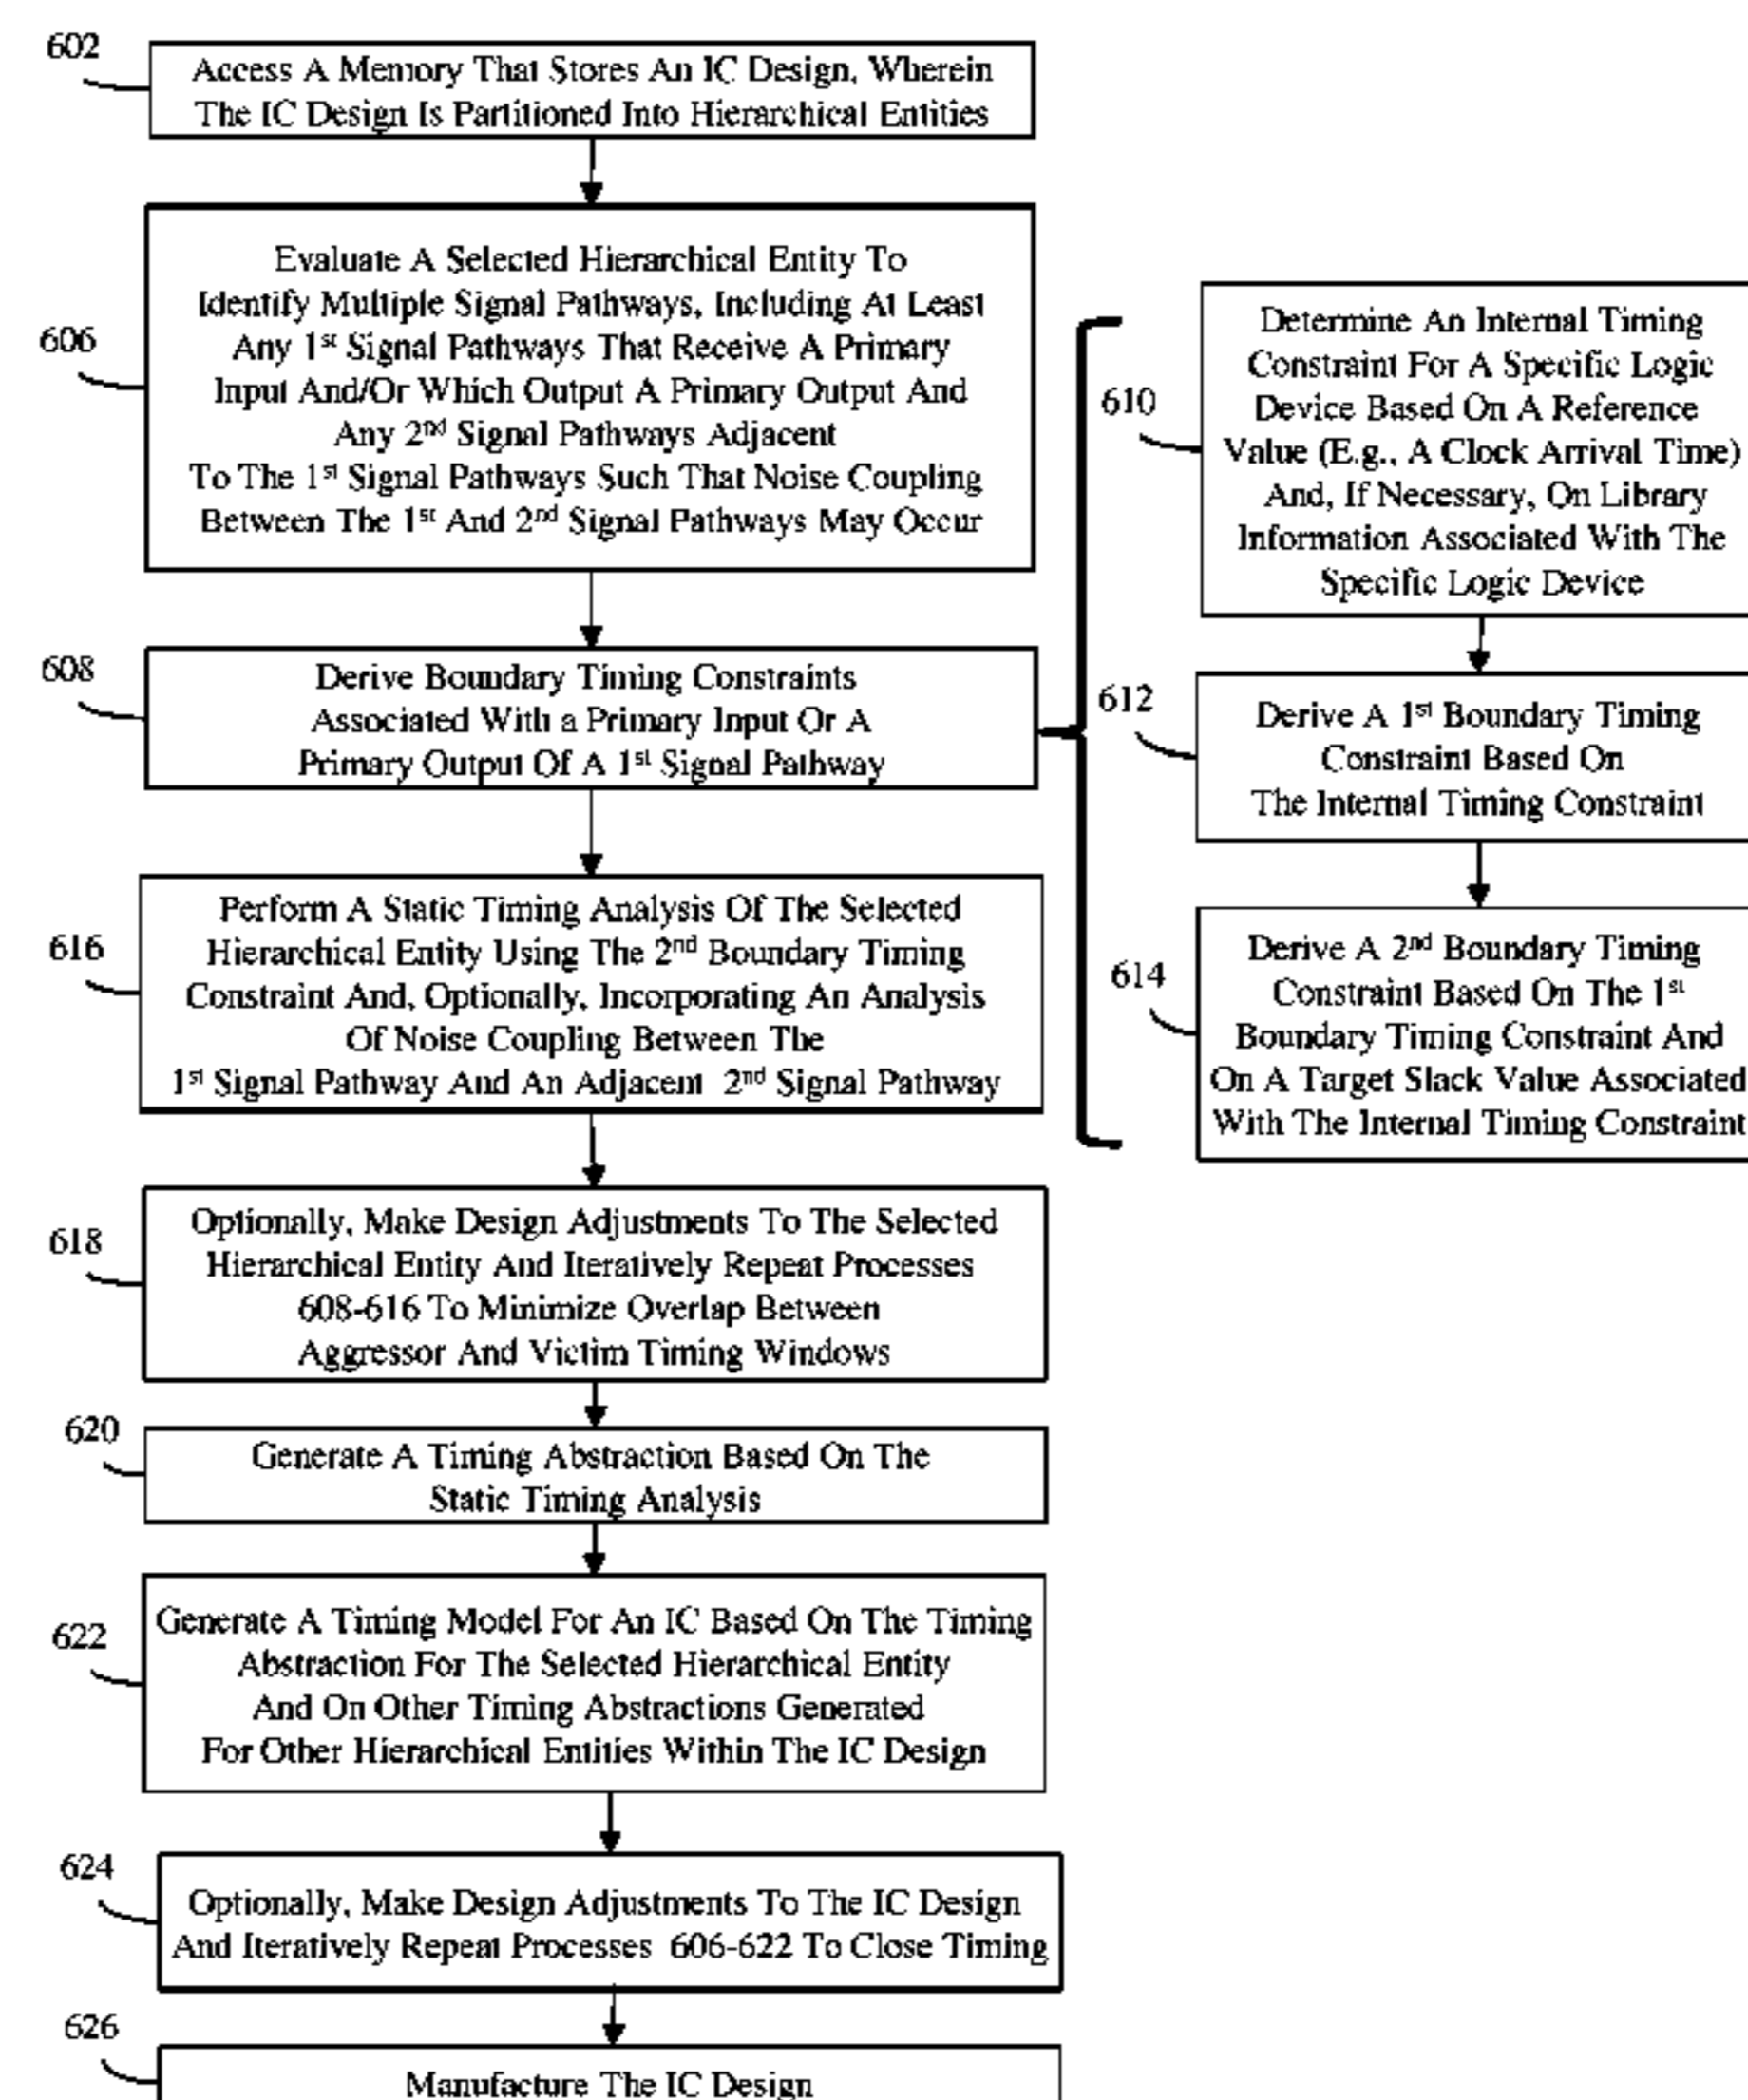 602
Access A Memory That Stores An IC Design, Wherein
The IC Design Is Partitioned Into Hierarchical Entities
606
Evaluate A Selected Hierarchical Entity To
Identify Multiple Signal Pathways, Including At Least
Any 1st Signal Pathways That Receive A Primary
Input And/Or Which Output A Primary Output And
Any 2nd Signal Pathways Adjacent
To The 1st Signal Pathways Such That Noise Coupling
Between The 1st And 2nd Signal Pathways May Occur
608
Derive Boundary Timing Constraints
Associated With a Primary Input Or A
Primary Output Of A 1st Signal Pathway
610
Determine An Internal Timing
Constraint For A Specific Logic
Device Based On A Reference
Value (E.g., A Clock Arrival Time)
And, If Necessary, On Library
Information Associated With The
Specific Logic Device
612
Derive A 1st Boundary Timing
Constraint Based On
The Internal Timing Constraint
614
Derive A 2nd Boundary Timing
Constraint Based On The 1st
Boundary Timing Constraint And
On A Target Slack Value Associated
With The Internal Timing Constraint
616
Perform A Static Timing Analysis Of The Selected
Hierarchical Entity Using The 2nd Boundary Timing
Constraint And, Optionally, Incorporating An Analysis
Of Noise Coupling Between The
1st Signal Pathway And An Adjacent 2nd Signal Pathway
618
Optionally, Make Design Adjustments To The Selected
Hierarchical Entity And Iteratively Repeat Processes
608-616 To Minimize Overlap Between
Aggressor And Victim Timing Windows
620
Generate A Timing Abstraction Based On The
Static Timing Analysis
622
Generate A Timing Model For An IC Based On The Timing
Abstraction For The Selected Hierarchical Entity
And On Other Timing Abstractions Generated
For Other Hierarchical Entities Within The IC Design
624
Optionally, Make Design Adjustments To The IC Design
And Iteratively Repeat Processes 606-622 To Close Timing
626
Manufacture The IC Design